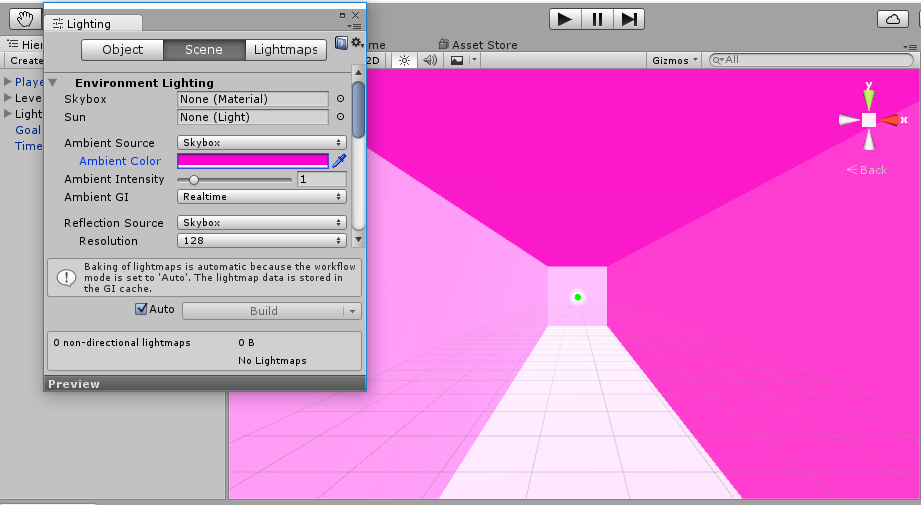 Lighting
Object Scene Lightmaps
Environment Lighting
Skybox None (Material)
Sun None (Light)
Ambient Source Skybox
Ambient Color
Ambient Intensity 1
Ambient GI Realtime
Reflection Source Skybox
Resolution 128
Baking of lightmaps is automatic because the workflow
mode is set to 'Auto'. The lightmap data is stored in
the GI cache.
Auto Build
0 non-directional lightmaps 0 B
No Lightmaps
Preview
Hier
Create
Playe
Leve
Light
Goal
Time
me Asset Store
2D Gizmos All
y
x
Back